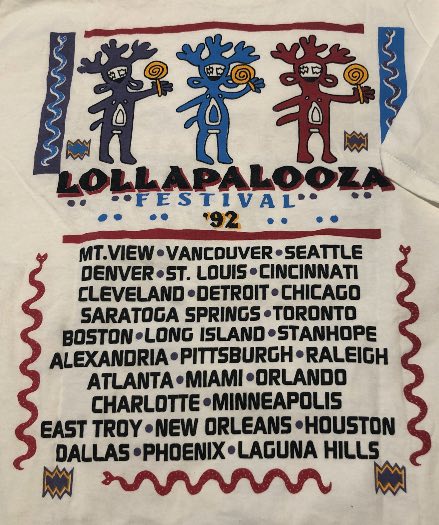 LOLLAPALOOZA
FESTIVAL
'92
MT.VIEW•VANCOUVER•SEATTLE
DENVER•ST. LOUIS•CINCINNATI
CLEVELAND•DETROIT•CHICAGO
SARATOGA SPRINGS•TORONTO
BOSTON•LONG ISLAND•STANHOPE
ALEXANDRIA•PITTSBURGH•RALEIGH
ATLANTA•MIAMI•ORLANDO
CHARLOTTE•MINNEAPOLIS
EAST TROY•NEW ORLEANS•HOUSTON
DALLAS•PHOENIX•LAGUNA HILLS